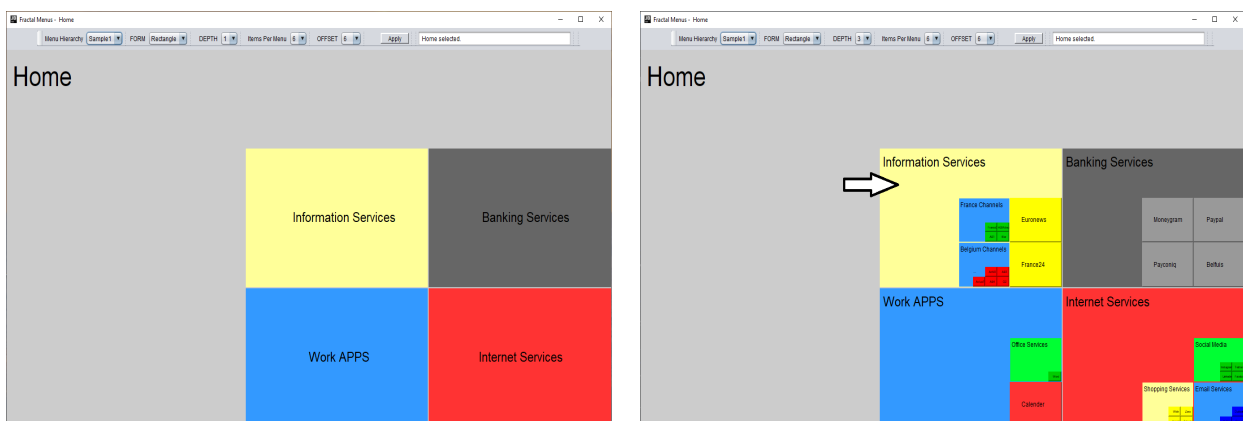 Fractal Menus - Home
Menu Hierarchy Sample1 FORM Rectangle DEPTH 1 Items Per Menu 6 OFFSET 6 Apply Home selected.
Home
Information Services Banking Services
Work APPS Internet Services
Fractal Menus - Home
Menu Hierarchy Sample1 FORM Rectangle DEPTH 3 Items Per Menu 6 OFFSET 6 Apply Home selected.
Home
Information Services Banking Services
France Channels Euronews Moneygram Paypal
Belgium Channels France24 Payconiq Belfius
Work APPS Internet Services
Office Services Social Media
Calender Shopping Services Email Services